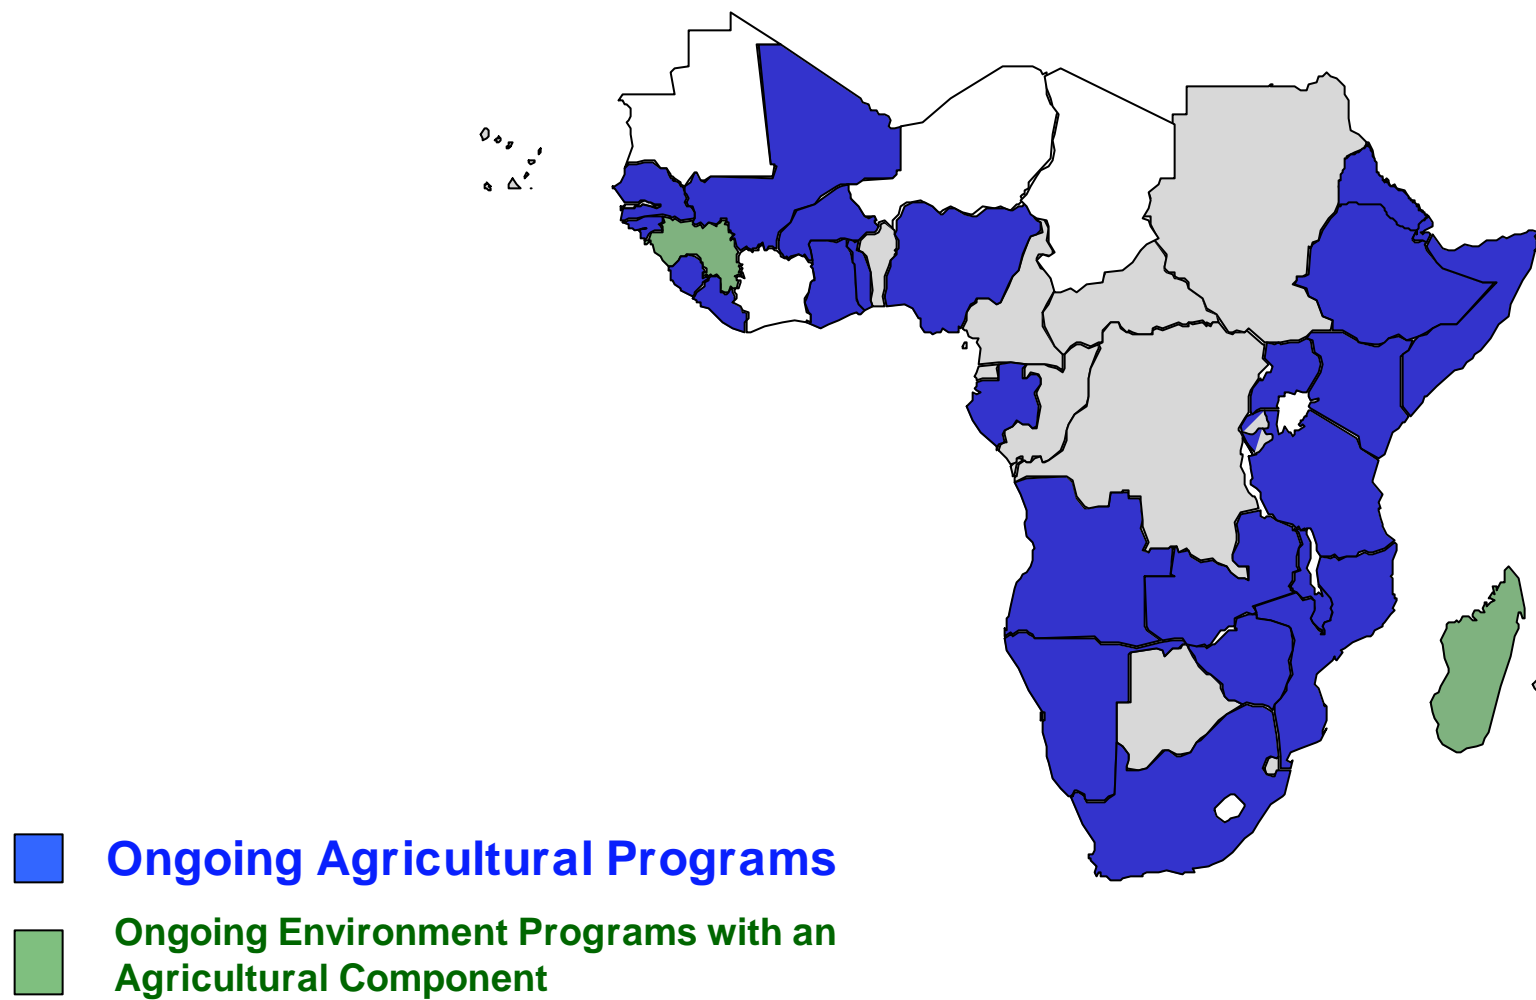 Ongoing Agricultural Programs
Ongoing Environment Programs with an
Agricultural Component